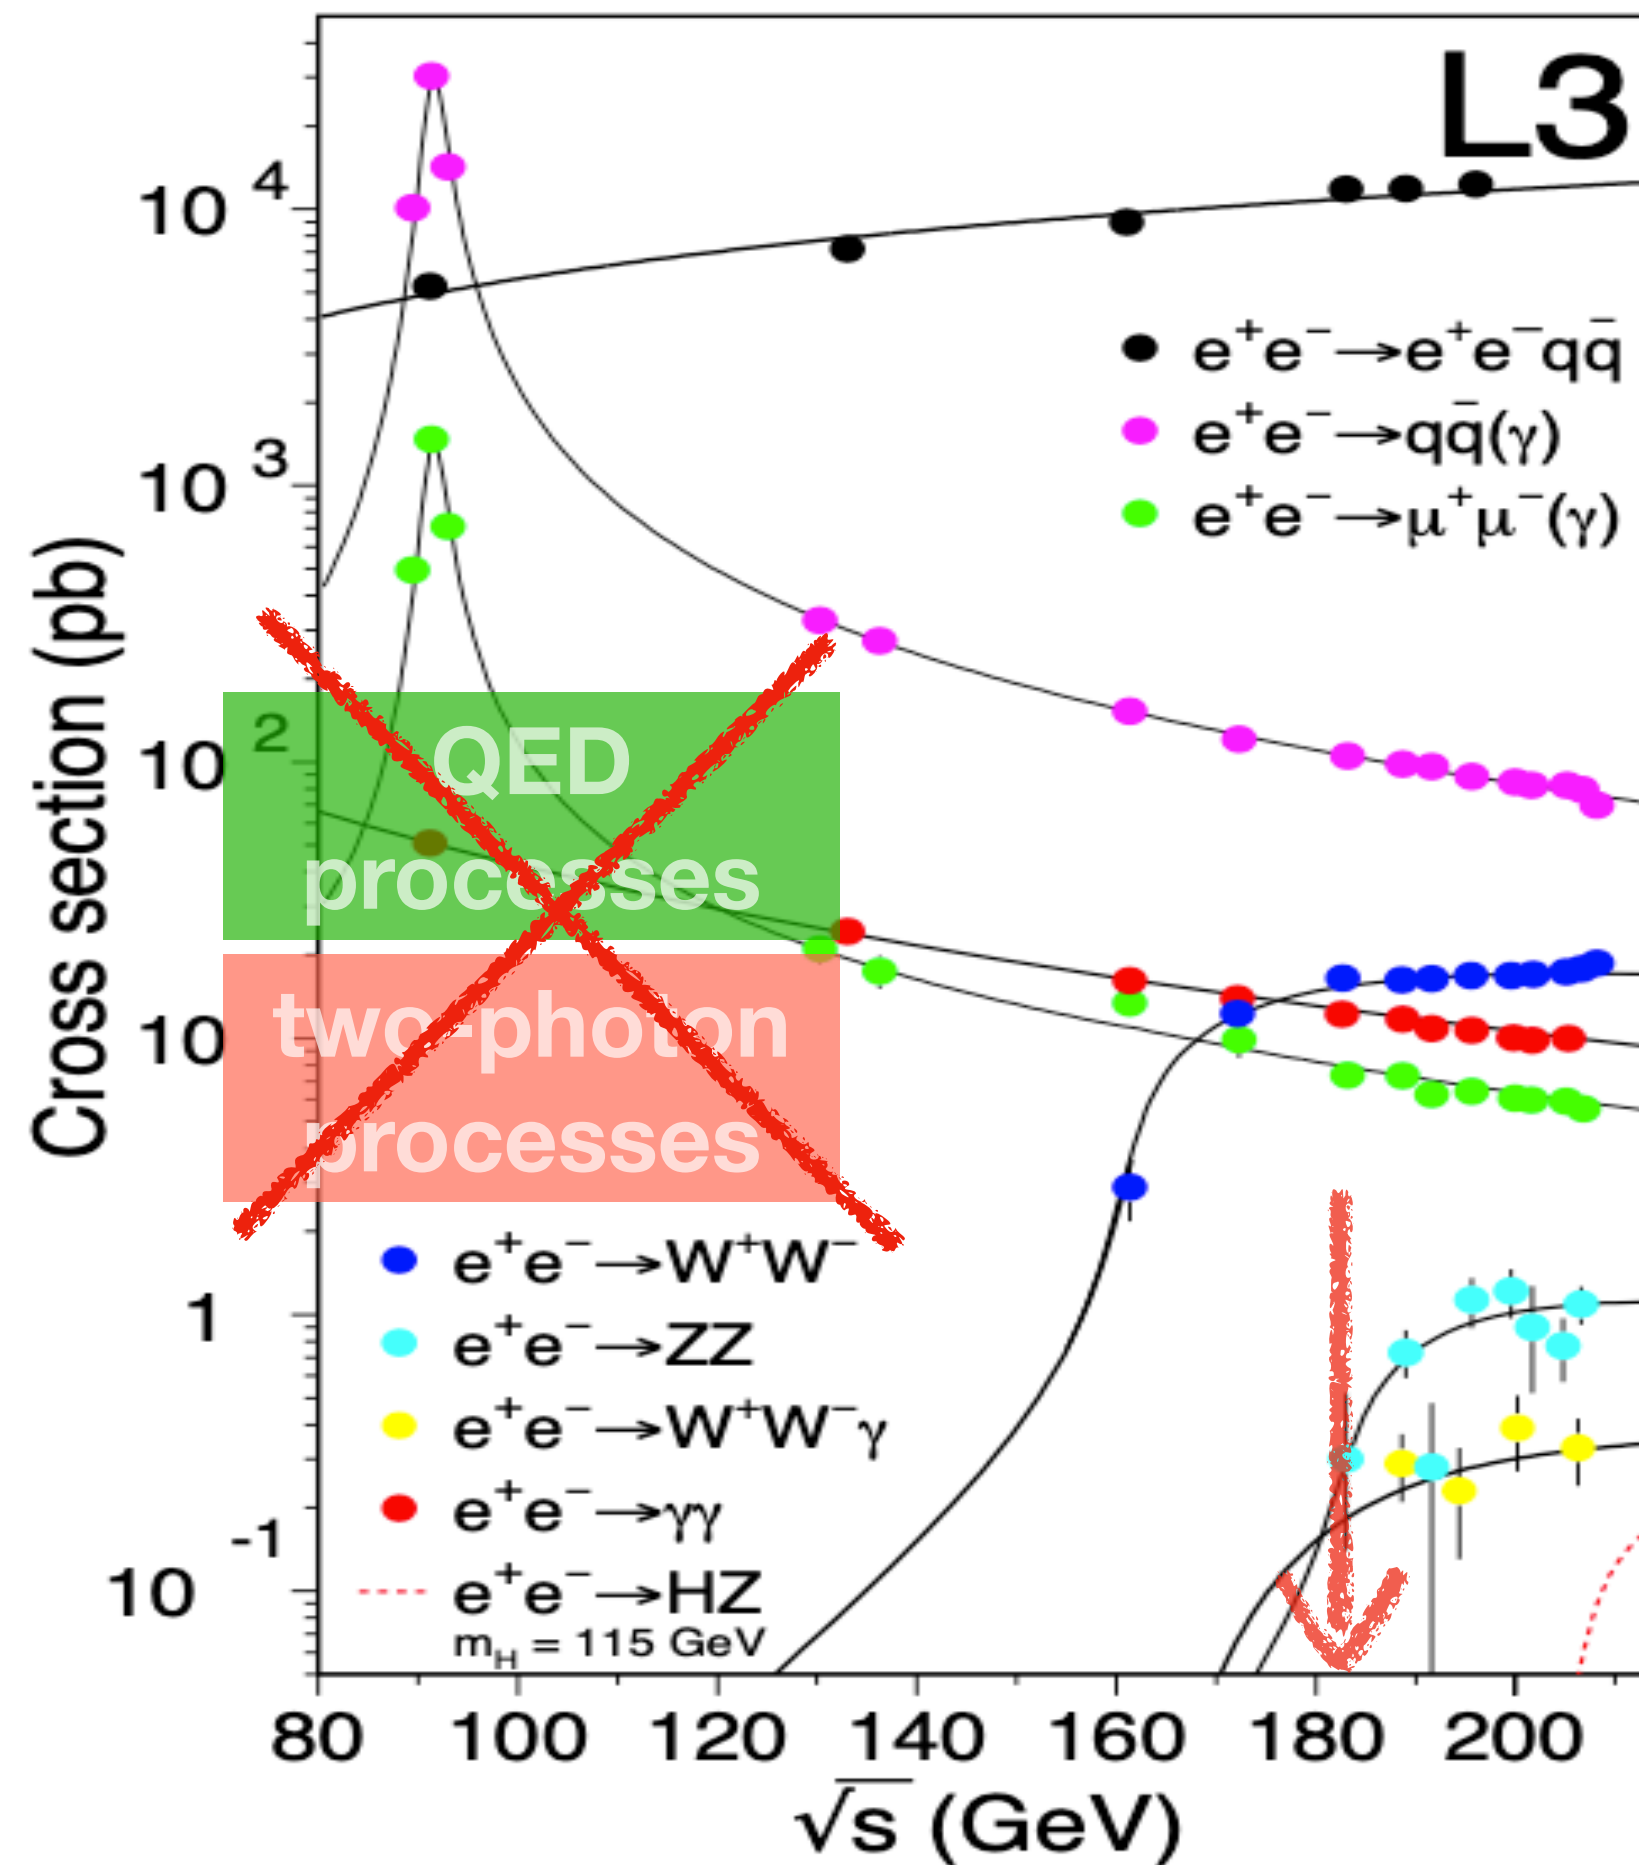 L3
10 4
e+e−→e+e−qq̄
e+e−→qq̄(γ)
10 3
e+e−→μ+μ−(γ)
Cross section (pb)
10 2
QED
processes
two-photon
processes
10
e+e−→W+W−
1
e+e−→ZZ
e+e−→W+W−γ
e+e−→γγ
10 -1
e+e−→HZ
mH = 115 GeV
80 100 120 140 160 180 200
√s (GeV)